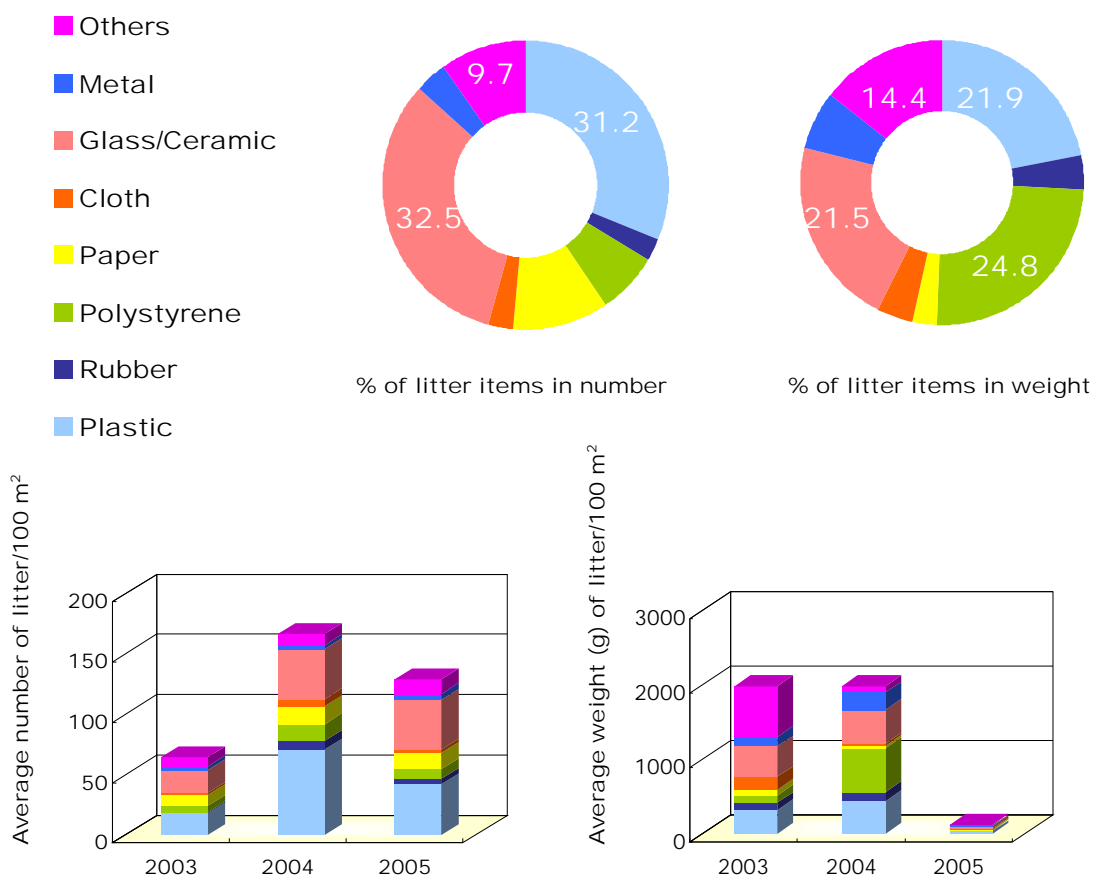 Others
Metal
Glass/Ceramic
Cloth
Paper
Polystyrene
Rubber
Plastic
9.7
31.2
32.5
% of litter items in number
14.4
21.9
21.5
24.8
% of litter items in weight
Average number of litter/100 m²
200
150
100
50
0
2003 2004 2005
Average weight (g) of litter/100 m²
3000
2000
1000
0
2003 2004 2005